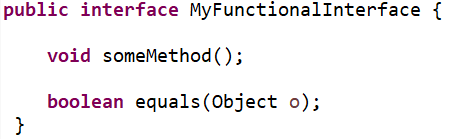 public interface MyFunctionalInterface {
void someMethod();
boolean equals(Object o);
}